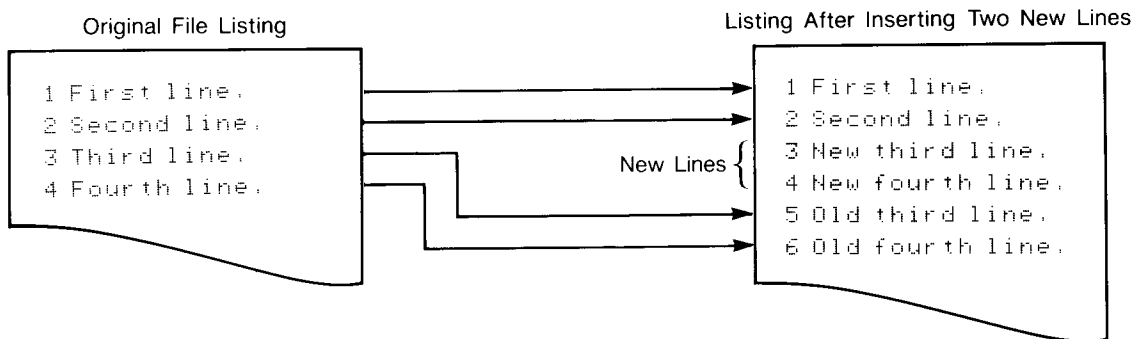 Original File Listing
1 First line.
2 Second line.
3 Third line.
4 Fourth line.
Listing After Inserting Two New Lines
1 First line.
2 Second line.
3 New third line.
4 New fourth line.
5 Old third line.
6 Old fourth line.
New Lines